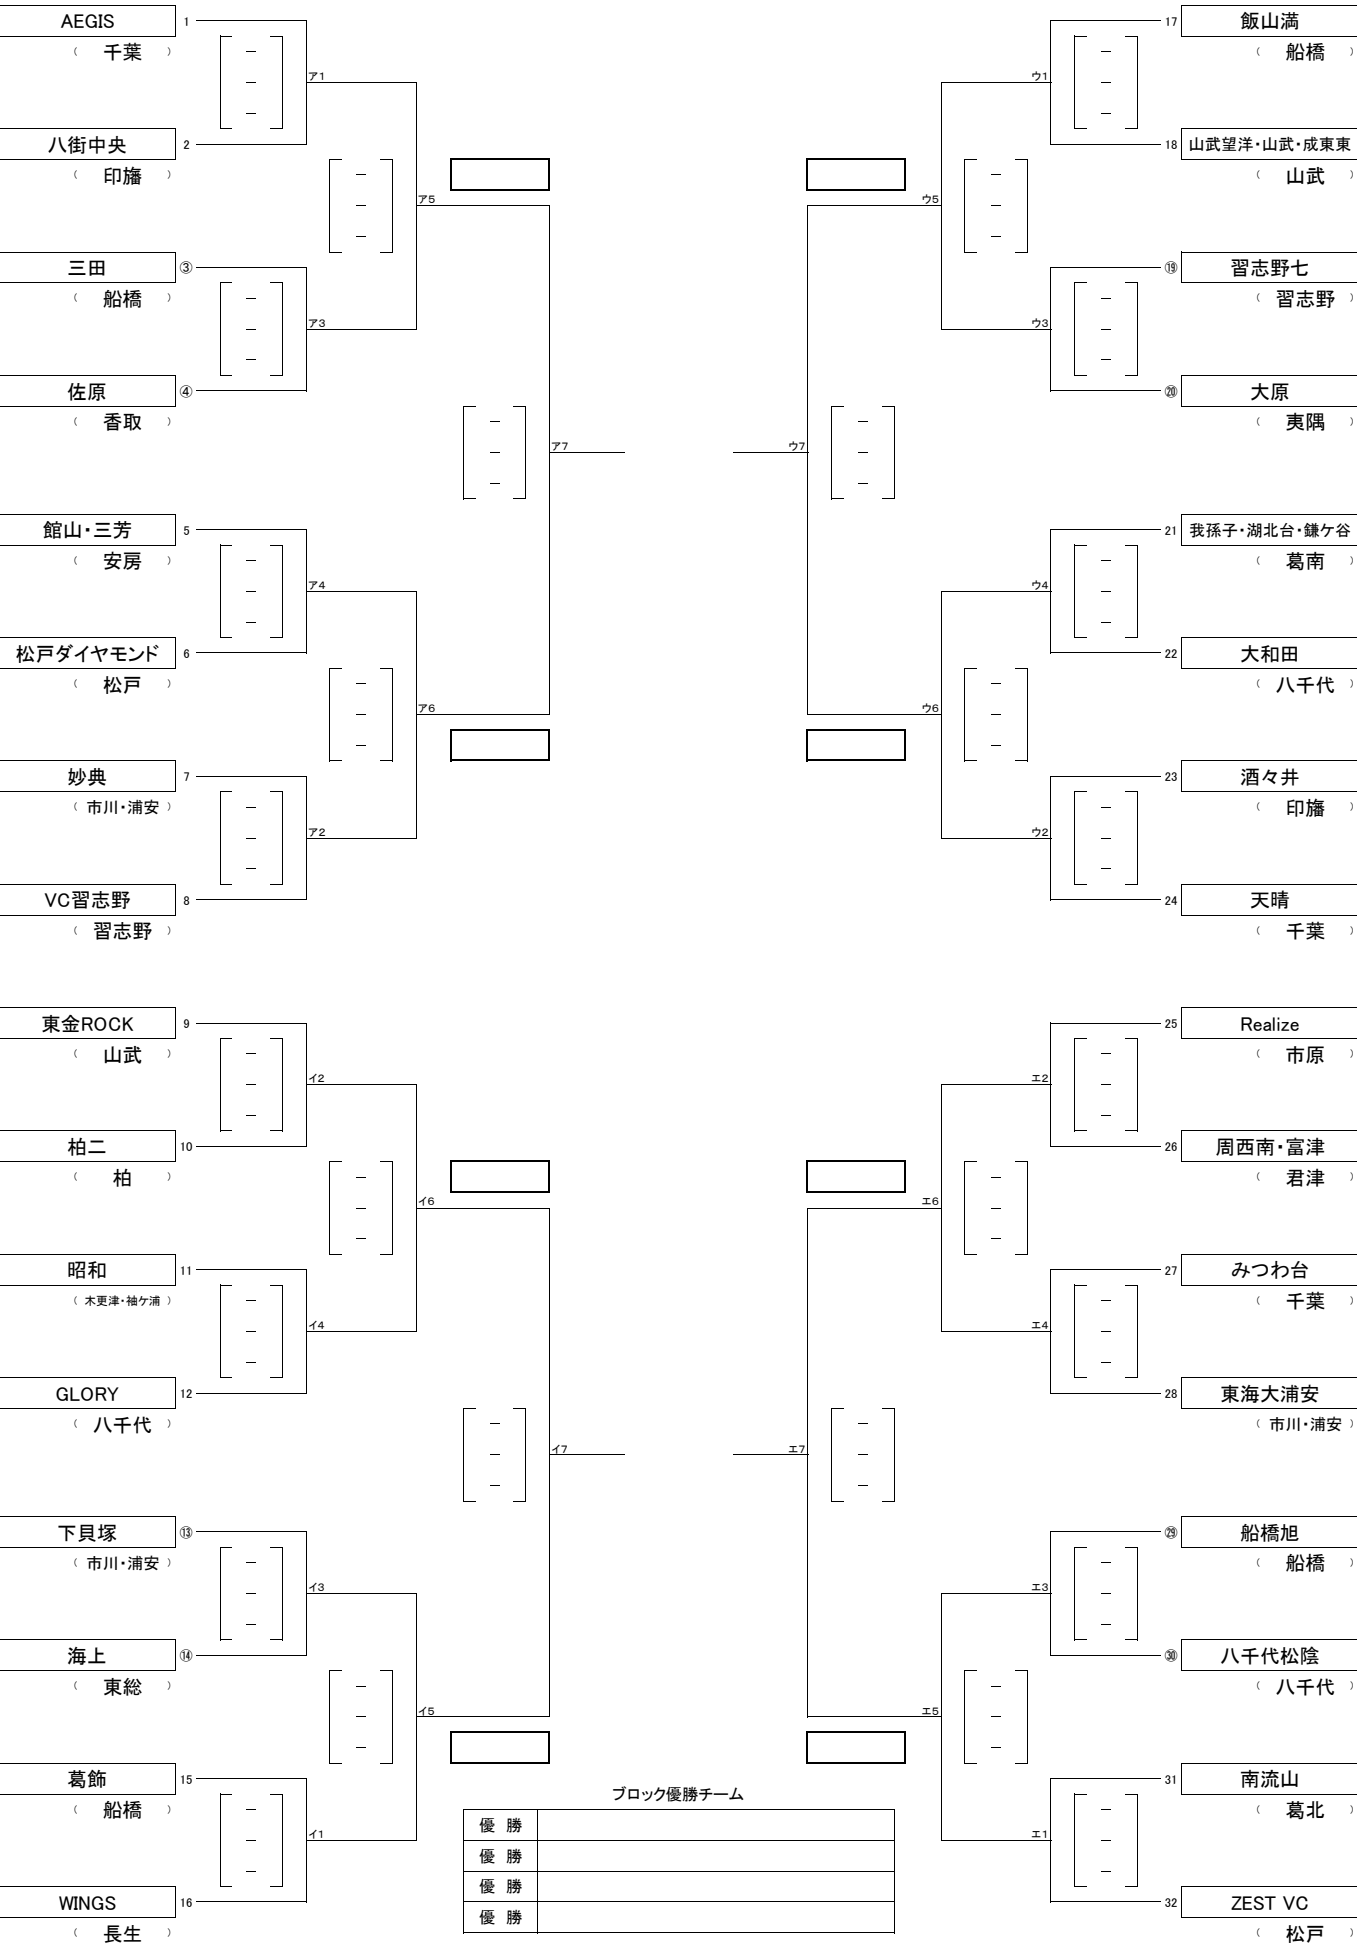 AEGIS 1
( 千葉 )
ア1
八街中央 2
( 印旛 )
ア5
三田 ③
( 船橋 )
ア3
佐原 ④
( 香取 )
ア7
館山・三芳 5
( 安房 )
ア4
松戸ダイヤモンド 6
( 松戸 )
ア6
妙典 7
( 市川・浦安 )
ア2
VC習志野 8
( 習志野 )
東金ROCK 9
( 山武 )
イ2
柏二 10
( 柏 )
イ6
昭和 11
( 木更津・袖ケ浦 )
イ4
GLORY 12
( 八千代 )
イ7
下貝塚 ⑬
( 市川・浦安 )
イ3
海上 ⑭
( 東総 )
イ5
葛飾 15
( 船橋 )
イ1
WINGS 16
( 長生 )
17 飯山満
( 船橋 )
ウ1
18 山武望洋・山武・成東東
( 山武 )
ウ5
⑲ 習志野七
( 習志野 )
ウ3
⑳ 大原
( 夷隅 )
ウ7
21 我孫子・湖北台・鎌ケ谷
( 葛南 )
ウ4
22 大和田
( 八千代 )
ウ6
23 酒々井
( 印旛 )
ウ2
24 天晴
( 千葉 )
25 Realize
( 市原 )
エ2
26 周西南・富津
( 君津 )
エ6
27 みつわ台
( 千葉 )
エ4
28 東海大浦安
( 市川・浦安 )
エ7
㉙ 船橋旭
( 船橋 )
エ3
㉚ 八千代松陰
( 八千代 )
エ5
31 南流山
( 葛北 )
エ1
32 ZEST VC
( 松戸 )
ブロック優勝チーム
優 勝
優 勝
優 勝
優 勝